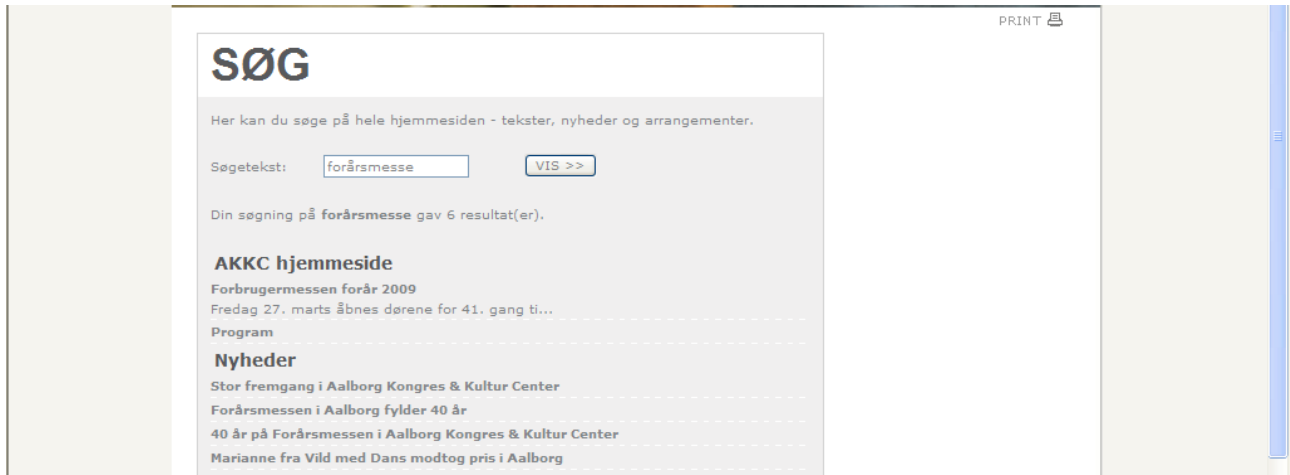 PRINT
SØG
Her kan du søge på hele hjemmesiden - tekster, nyheder og arrangementer.
Søgetekst: forårsmesse VIS >>
Din søgning på forårsmesse gav 6 resultat(er).
AKKC hjemmeside
Forbrugermessen forår 2009
Fredag 27. marts åbnes dørene for 41. gang ti...
Program
Nyheder
Stor fremgang i Aalborg Kongres & Kultur Center
Forårsmessen i Aalborg fylder 40 år
40 år på Forårsmessen i Aalborg Kongres & Kultur Center
Marianne fra Vild med Dans modtog pris i Aalborg